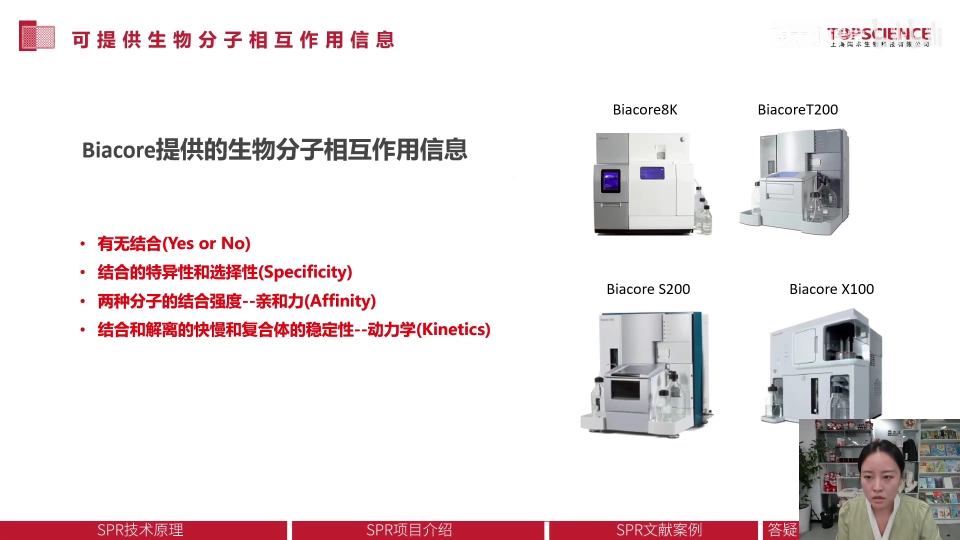 可提供生物分子相互作用信息
TOPSCIENCE
Biacore提供的生物分子相互作用信息
• 有无结合(Yes or No)
• 结合的特异性和选择性(Specificity)
• 两种分子的结合强度--亲和力(Affinity)
• 结合和解离的快慢和复合体的稳定性--动力学(Kinetics)
Biacore8K
BiacoreT200
Biacore S200
Biacore X100
SPR技术原理
SPR项目介绍
SPR文献案例
答疑